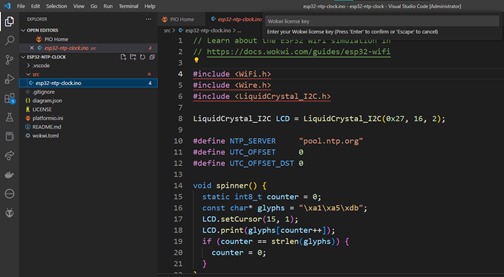 File Edit Selection View Go Run ...
esp32-ntp-clock.ino - esp32-ntp-clock - Visual Studio Code [Administrator]
EXPLORER
OPEN EDITORS
PIO Home
esp32-ntp-clock.ino 4
ESP32-NTP-CLOCK
.vscode
src
esp32-ntp-clock.ino 4
.gitignore
diagram.json
LICENSE
platformio.ini
README.md
wokwi.toml
PIO Home
esp32-ntp-clock.ino
Wokwi license key
Enter your Wokwi license key (Press 'Enter' to confirm or 'Escape' to cancel)
src > esp32-ntp-clock.ino > ...
1 // Learn about the ESP32 WiFi simulation in
2 // https://docs.wokwi.com/guides/esp32-wifi
3
4 #include <WiFi.h>
5 #include <Wire.h>
6 #include <LiquidCrystal_I2C.h>
7
8 LiquidCrystal_I2C LCD = LiquidCrystal_I2C(0x27, 16, 2);
9
10 #define NTP_SERVER "pool.ntp.org"
11 #define UTC_OFFSET 0
12 #define UTC_OFFSET_DST 0
13
14 void spinner() {
15 static int8_t counter = 0;
16 const char* glyphs = "\xa1\xa5\xdb";
17 LCD.setCursor(15, 1);
18 LCD.print(glyphs[counter++]);
19 if (counter == strlen(glyphs)) {
20 counter = 0;
21 }